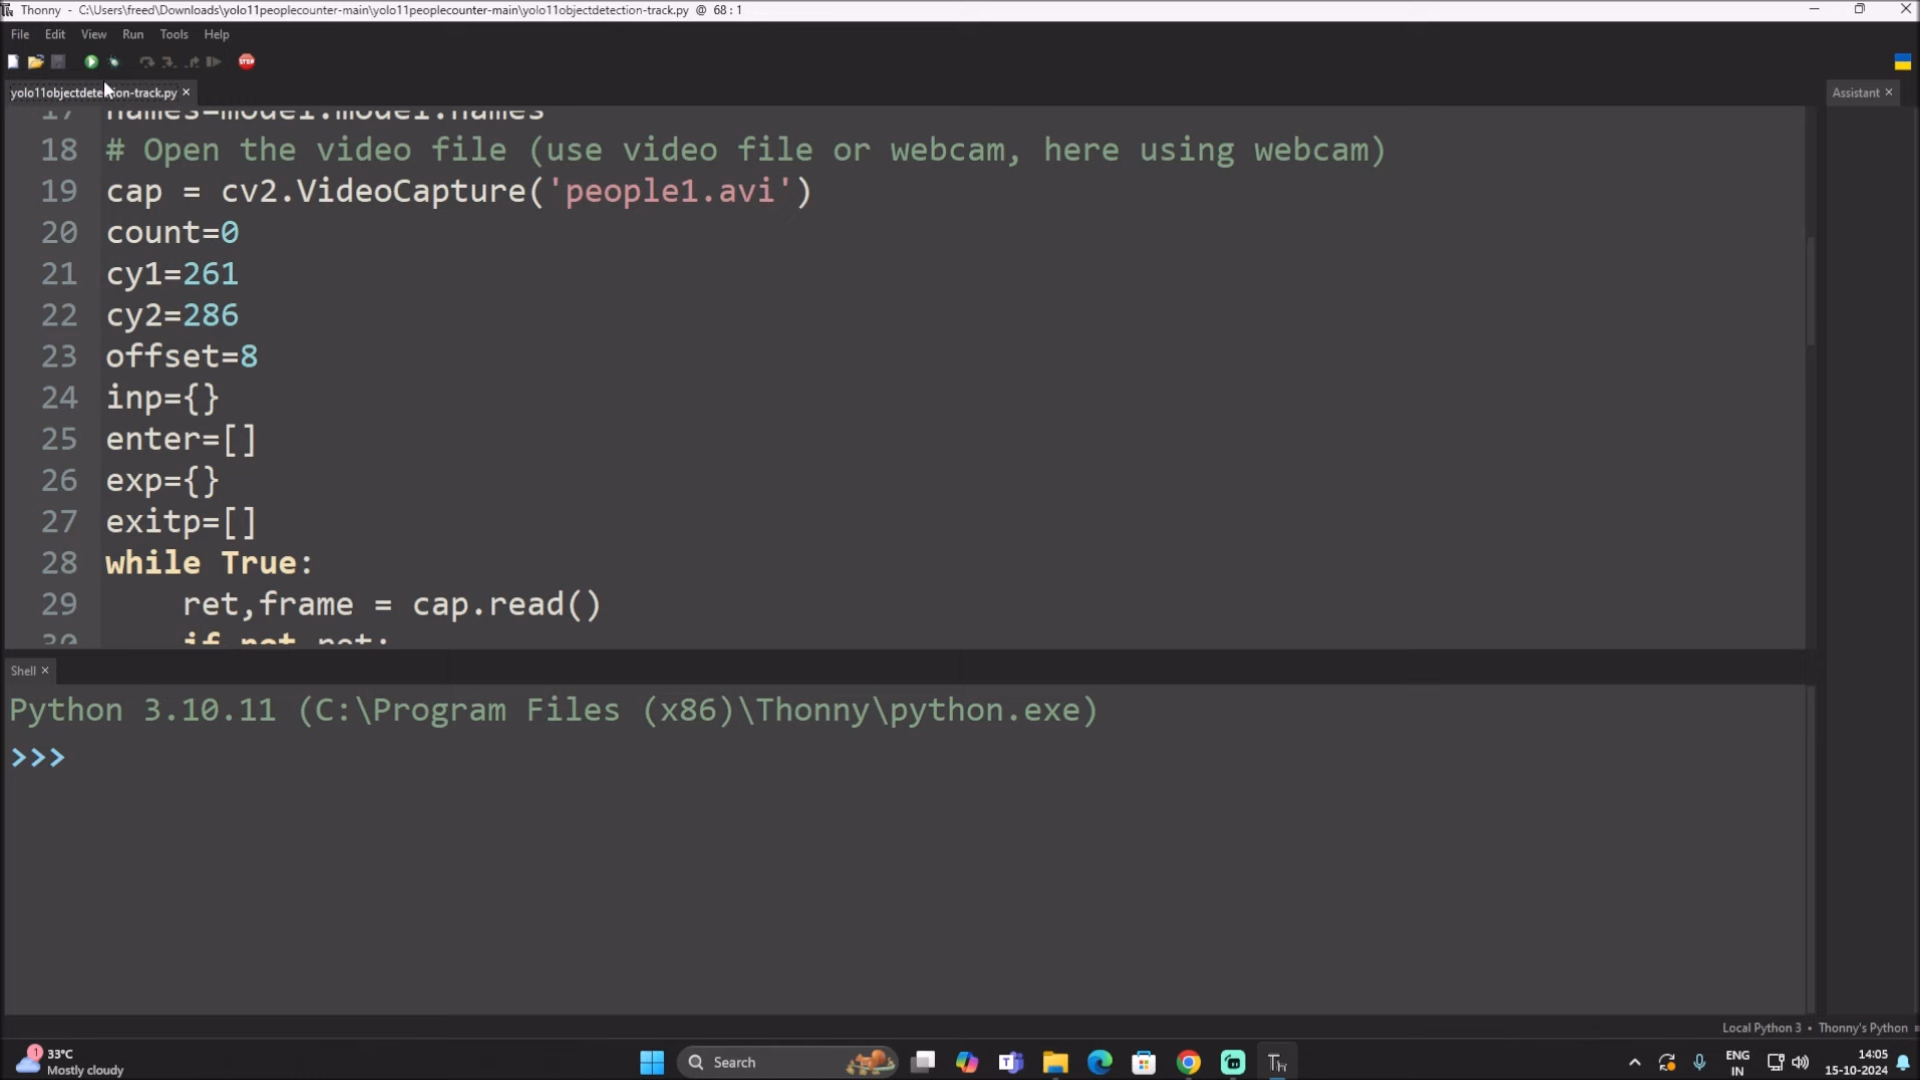 Thonny - C:\Users\freed\Downloads\yolo11peoplecounter-main\yolo11peoplecounter-main\yolo11objectdetection-track.py @ 68 : 1
File Edit View Run Tools Help
STOP
yolo11objectdetection-track.py ×
Assistant ×
17 names=model.model.names
18 # Open the video file (use video file or webcam, here using webcam)
19 cap = cv2.VideoCapture('people1.avi')
20 count=0
21 cy1=261
22 cy2=286
23 offset=8
24 inp={}
25 enter=[]
26 exp={}
27 exitp=[]
28 while True:
29 ret,frame = cap.read()
30 if not ret:
Shell ×
Python 3.10.11 (C:\Program Files (x86)\Thonny\python.exe)
>>>
Local Python 3 • Thonny's Python
1
33°C
Mostly cloudy
Search
Th
ENG
IN
14:05
15-10-2024